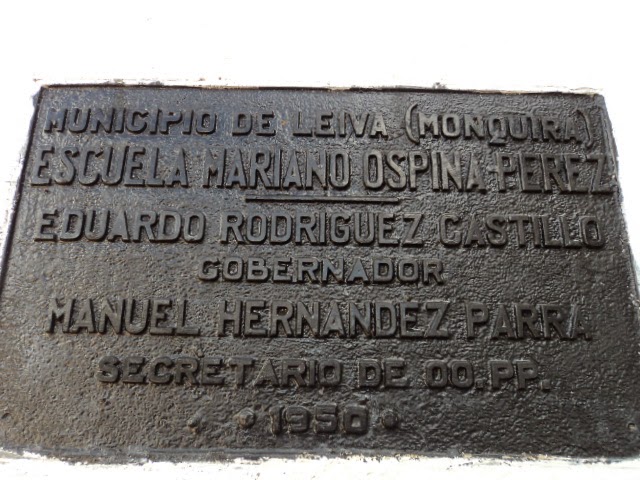 MUNICIPIO DE LEIVA (MONQUIRA)
ESCUELA MARIANO OSPINA PEREZ
EDUARDO RODRIGUEZ CASTILLO
GOBERNADOR
MANUEL HERNANDEZ PARRA
SECRETARIO DE OO.PP.
1950